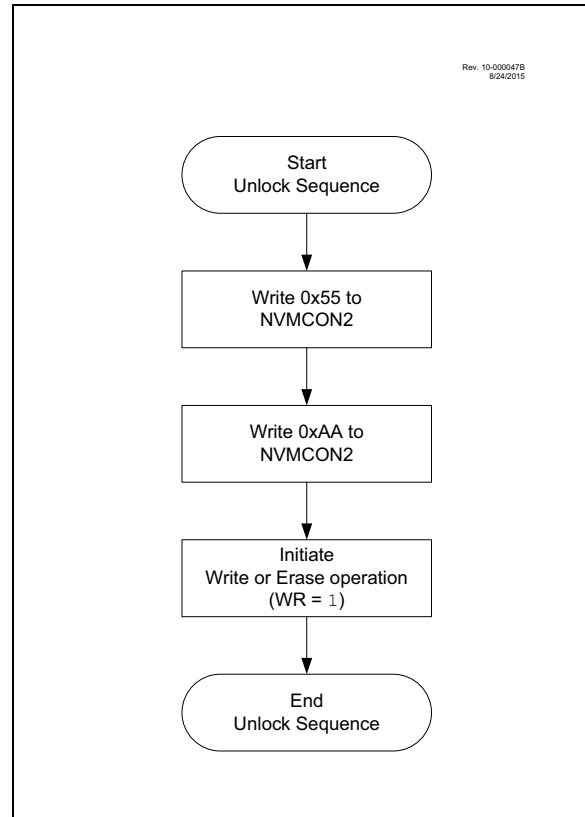 Rev. 10-000047B
8/24/2015
Start
Unlock Sequence
Write 0x55 to
NVMCON2
Write 0xAA to
NVMCON2
Initiate
Write or Erase operation
(WR = 1)
End
Unlock Sequence